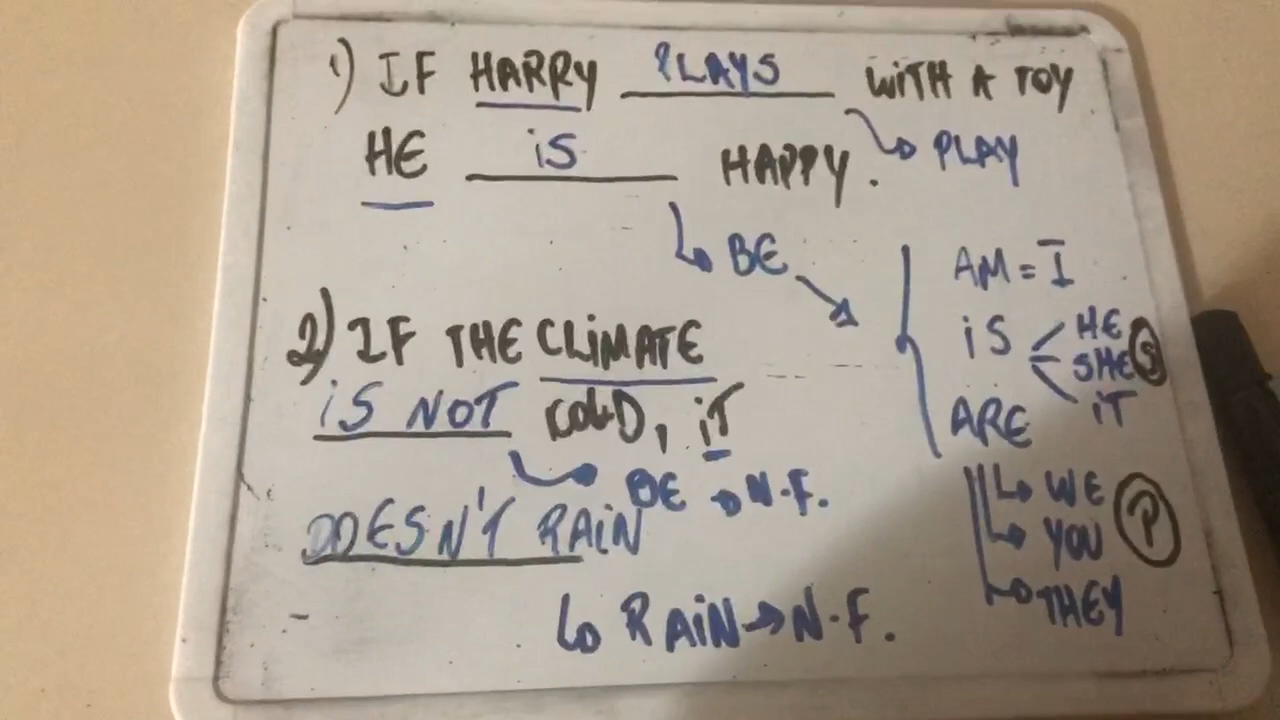 1) IF HARRY PLAYS WITH A TOY
HE iS HAPPY.
PLAY
BE
AM = I
iS HE
SHE S
iT
ARE
WE
YOU P
THEY
2) IF THE CLiMATE
iS NOT COLD, iT
BE → N.F.
DOESN'T RAiN
RAiN → N.F.